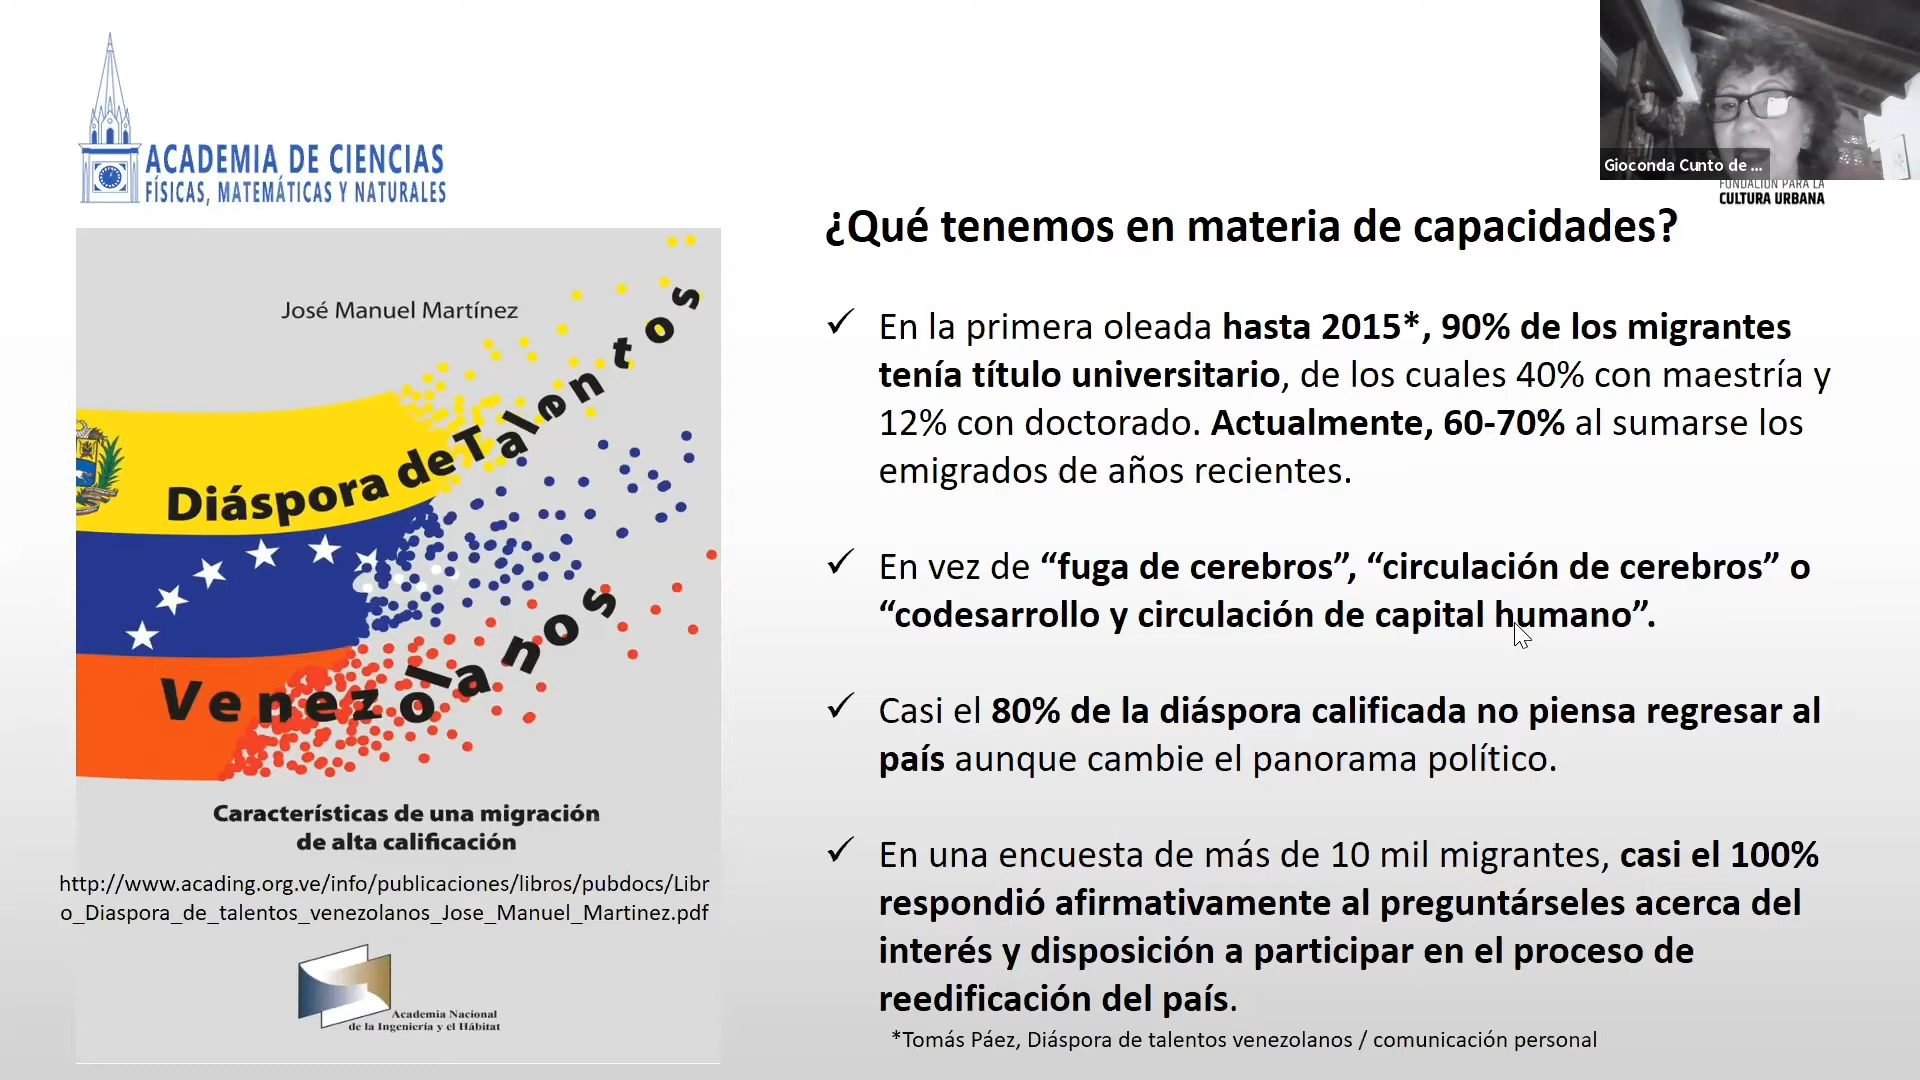 ACADEMIA DE CIENCIAS
FÍSICAS, MATEMÁTICAS Y NATURALES
Gioconda Cunto de ...
FUNDACIÓN PARA LA
CULTURA URBANA
José Manuel Martínez
Diáspora de Talentos
Venezolanos
Características de una migración
de alta calificación
http://www.acading.org.ve/info/publicaciones/libros/pubdocs/Libr
o_Diaspora_de_talentos_venezolanos_Jose_Manuel_Martinez.pdf
Academia Nacional
de la Ingeniería y el Hábitat
¿Qué tenemos en materia de capacidades?
✓ En la primera oleada hasta 2015*, 90% de los migrantes
tenía título universitario, de los cuales 40% con maestría y
12% con doctorado. Actualmente, 60-70% al sumarse los
emigrados de años recientes.
✓ En vez de “fuga de cerebros”, “circulación de cerebros” o
“codesarrollo y circulación de capital humano”.
✓ Casi el 80% de la diáspora calificada no piensa regresar al
país aunque cambie el panorama político.
✓ En una encuesta de más de 10 mil migrantes, casi el 100%
respondió afirmativamente al preguntárseles acerca del
interés y disposición a participar en el proceso de
reedificación del país.
*Tomás Páez, Diáspora de talentos venezolanos / comunicación personal